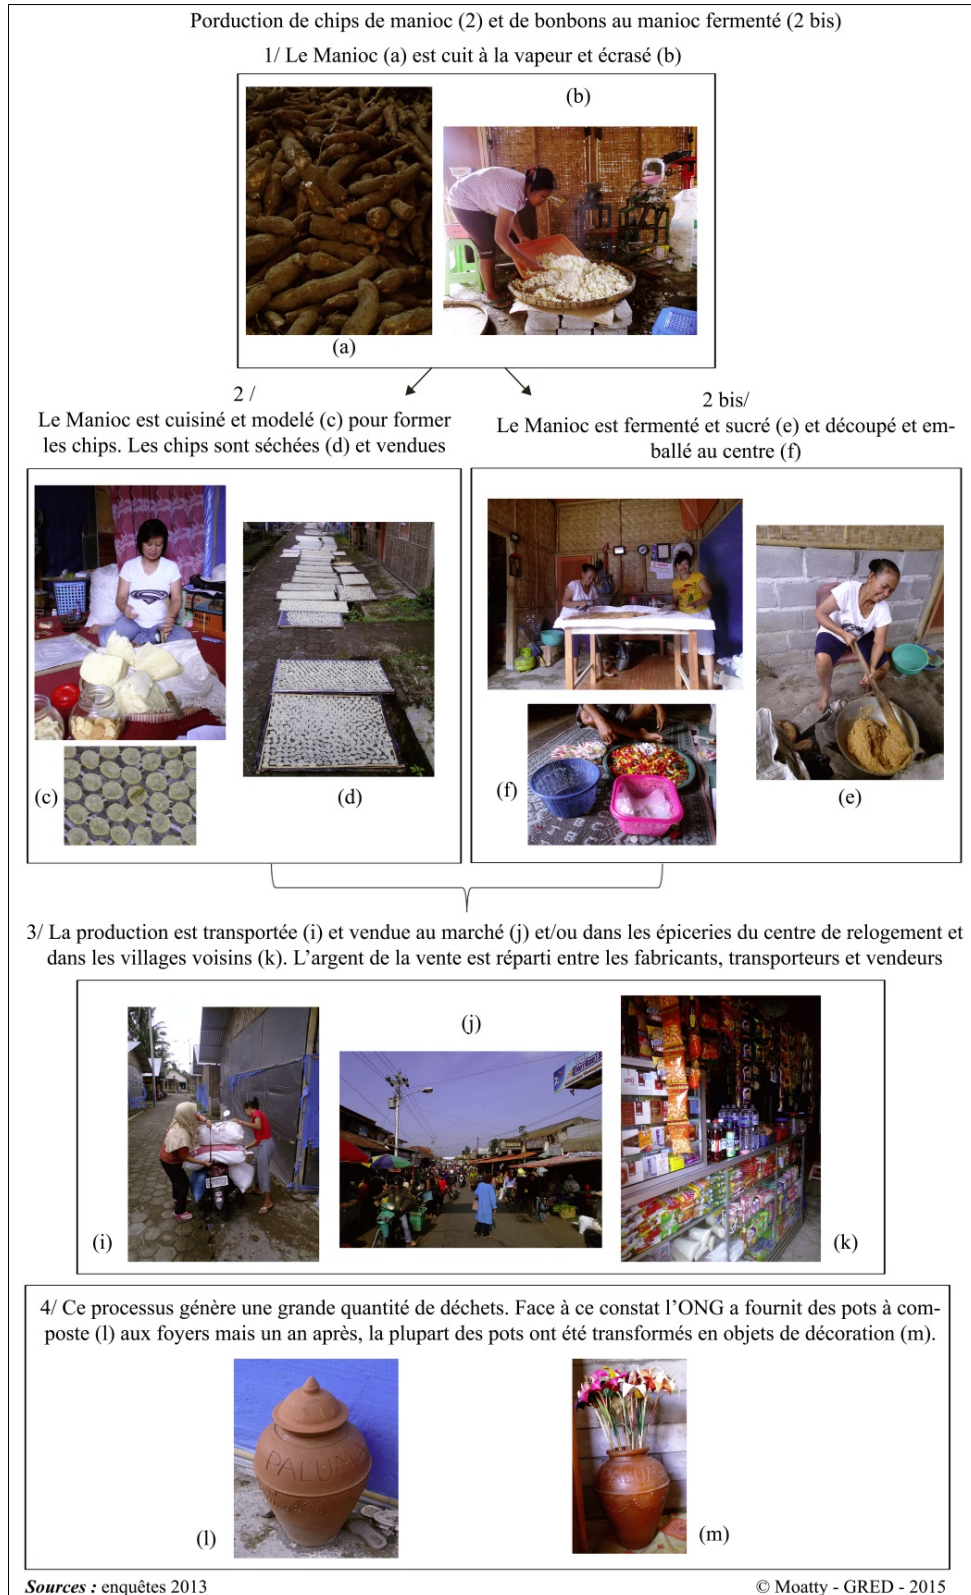 Porduction de chips de manioc (2) et de bonbons au manioc fermenté (2 bis)
1/ Le Manioc (a) est cuit à la vapeur et écrasé (b)
(b)
(a)
2 /
Le Manioc est cuisiné et modelé (c) pour former
les chips. Les chips sont séchées (d) et vendues
2 bis/
Le Manioc est fermenté et sucré (e) et découpé et em-
ballé au centre (f)
(c)
(d)
(f)
(e)
3/ La production est transportée (i) et vendue au marché (j) et/ou dans les épiceries du centre de relogement et
dans les villages voisins (k). L'argent de la vente est réparti entre les fabricants, transporteurs et vendeurs
(j)
(i)
(k)
4/ Ce processus génère une grande quantité de déchets. Face à ce constat l'ONG a fournit des pots à com-
poste (l) aux foyers mais un an après, la plupart des pots ont été transformés en objets de décoration (m).
PALUM
PALUM
(l)
(m)
Sources : enquêtes 2013
© Moatty - GRED - 2015